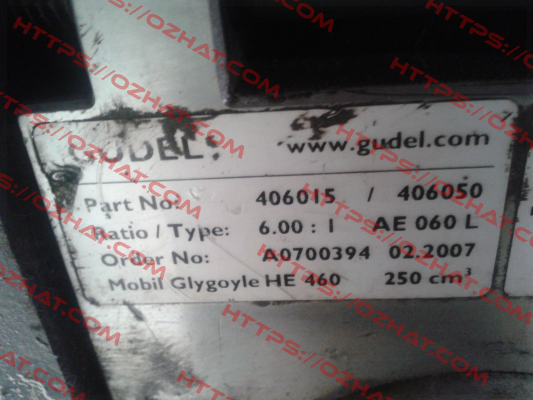 GUDEL www.gudel.com
Part No: 406015 / 406050
Ratio / Type: 6.00 : 1 AE 060 L
Order No: A0700394 02.2007
Mobil Glygoyle HE 460 250 cm³
HTTPS://OZHAT.COM